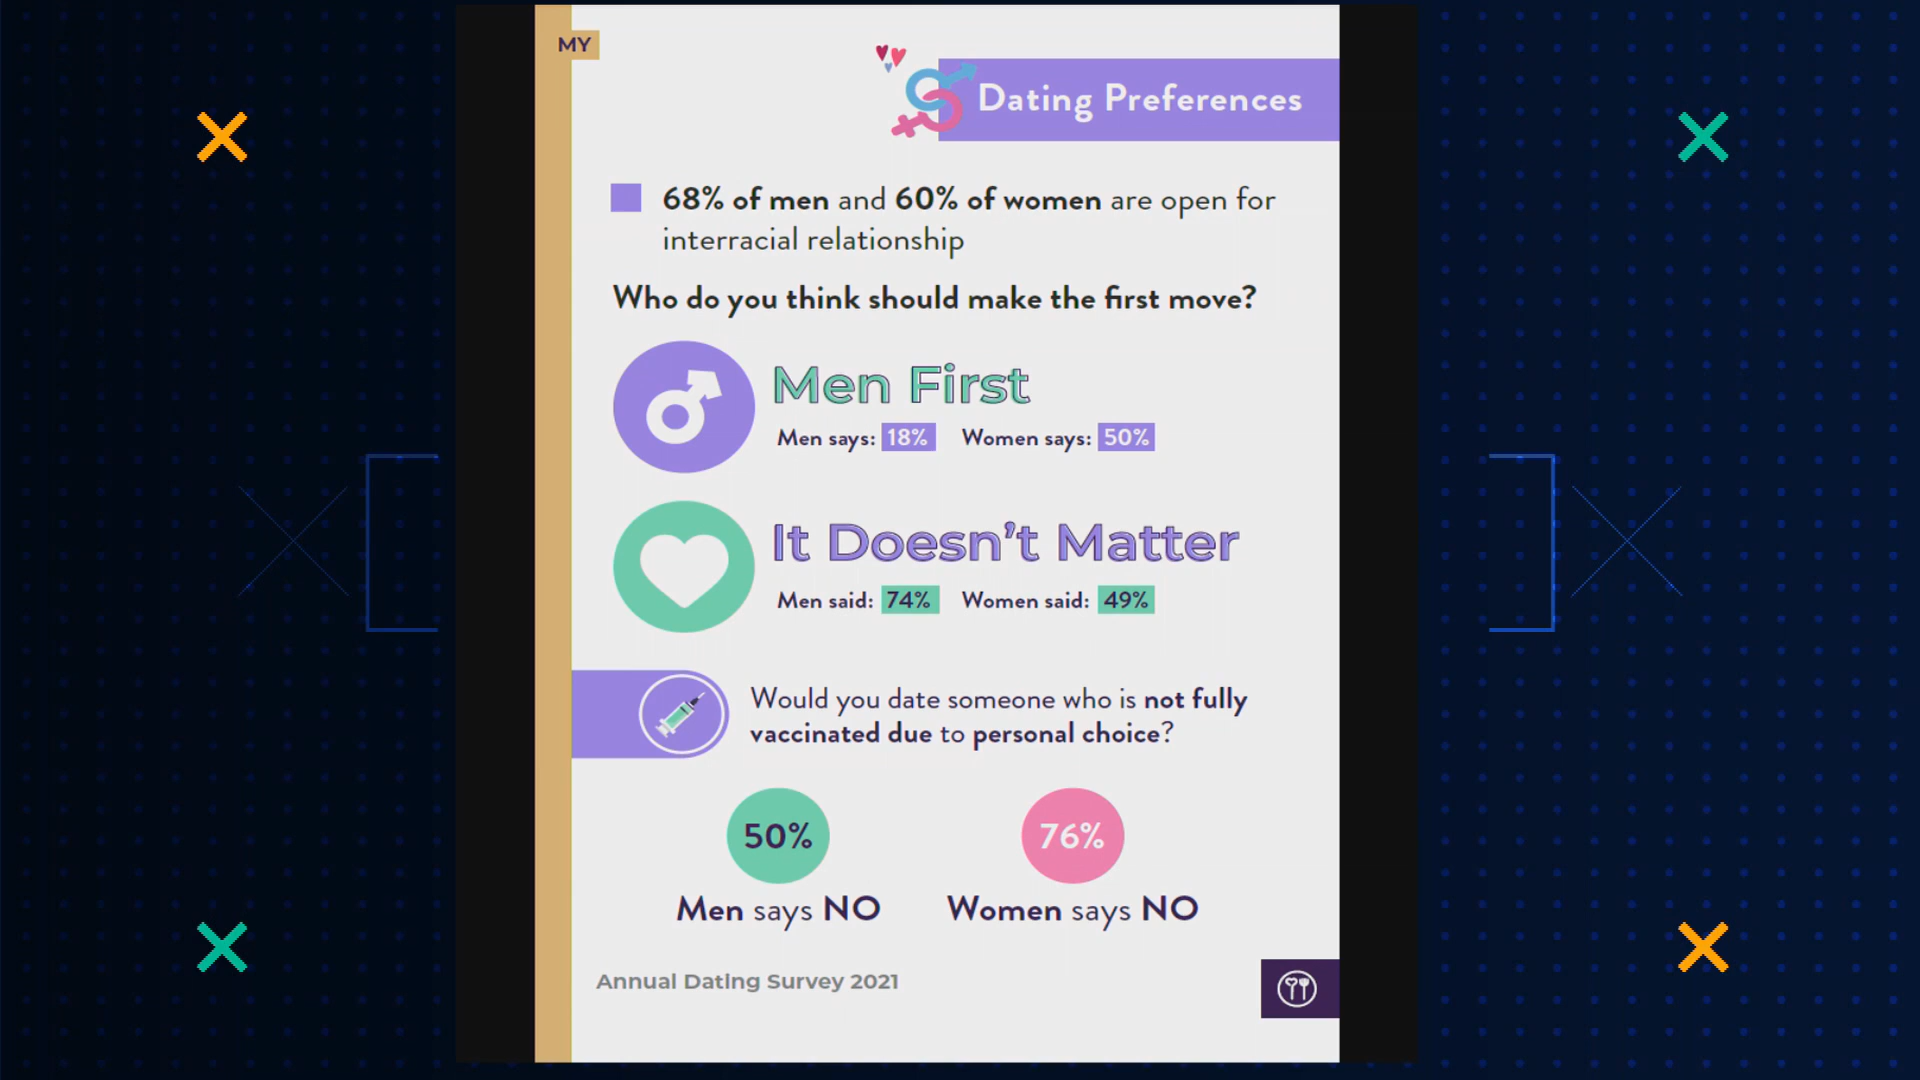 MY
Dating Preferences
68% of men and 60% of women are open for
interracial relationship
Who do you think should make the first move?
Men First
Men says: 18% Women says: 50%
It Doesn't Matter
Men said: 74% Women said: 49%
Would you date someone who is not fully
vaccinated due to personal choice?
50% 76%
Men says NO Women says NO
Annual Dating Survey 2021